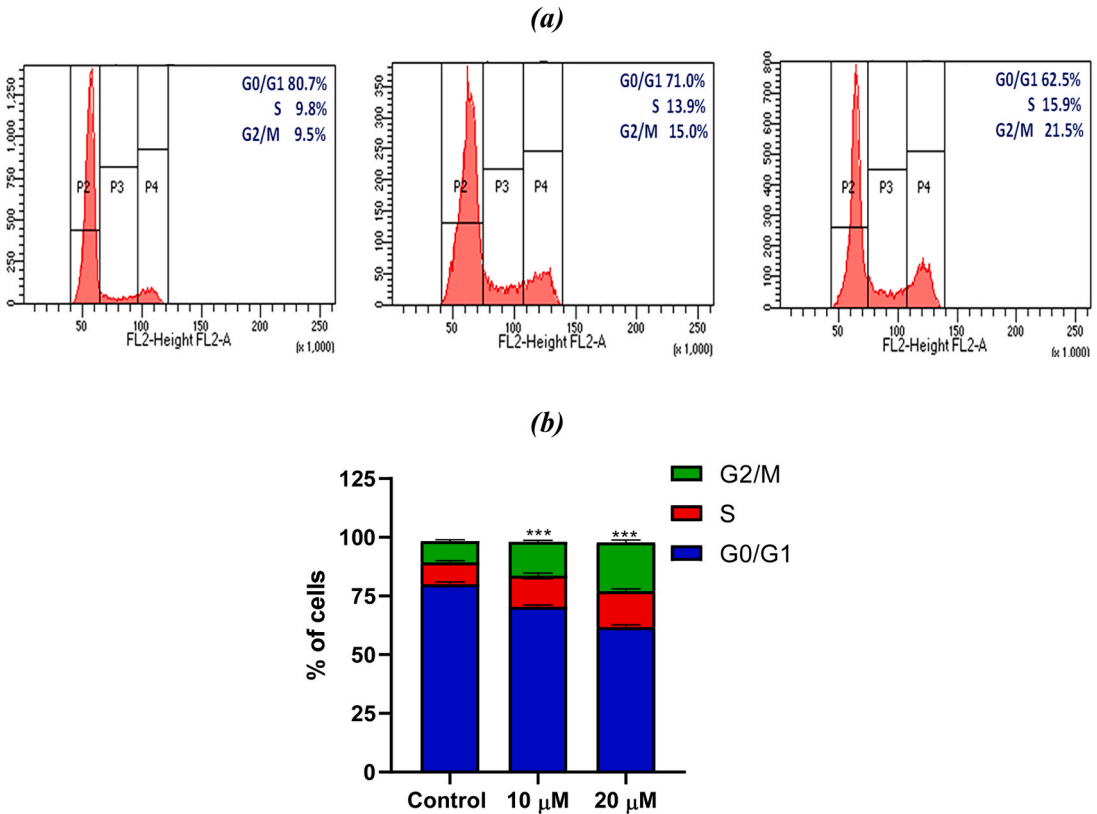 (a)
G0/G1 80.7%
S 9.8%
G2/M 9.5%
P2 P3 P4
1,250
1,000
750
500
250
0
50 100 150 200 250
FL2-Height FL2-A
(x 1,000)
G0/G1 71.0%
S 13.9%
G2/M 15.0%
P2 P3 P4
350
300
250
200
150
100
50
0
50 100 150 200 250
FL2-Height FL2-A
(x 1,000)
G0/G1 62.5%
S 15.9%
G2/M 21.5%
P2 P3 P4
800
700
600
500
400
300
200
100
0
50 100 150 200 250
FL2-Height FL2-A
(x 1,000)
(b)
% of cells
125
100
75
50
25
0
*** ***
G2/M
S
G0/G1
Control 10 μM 20 μM